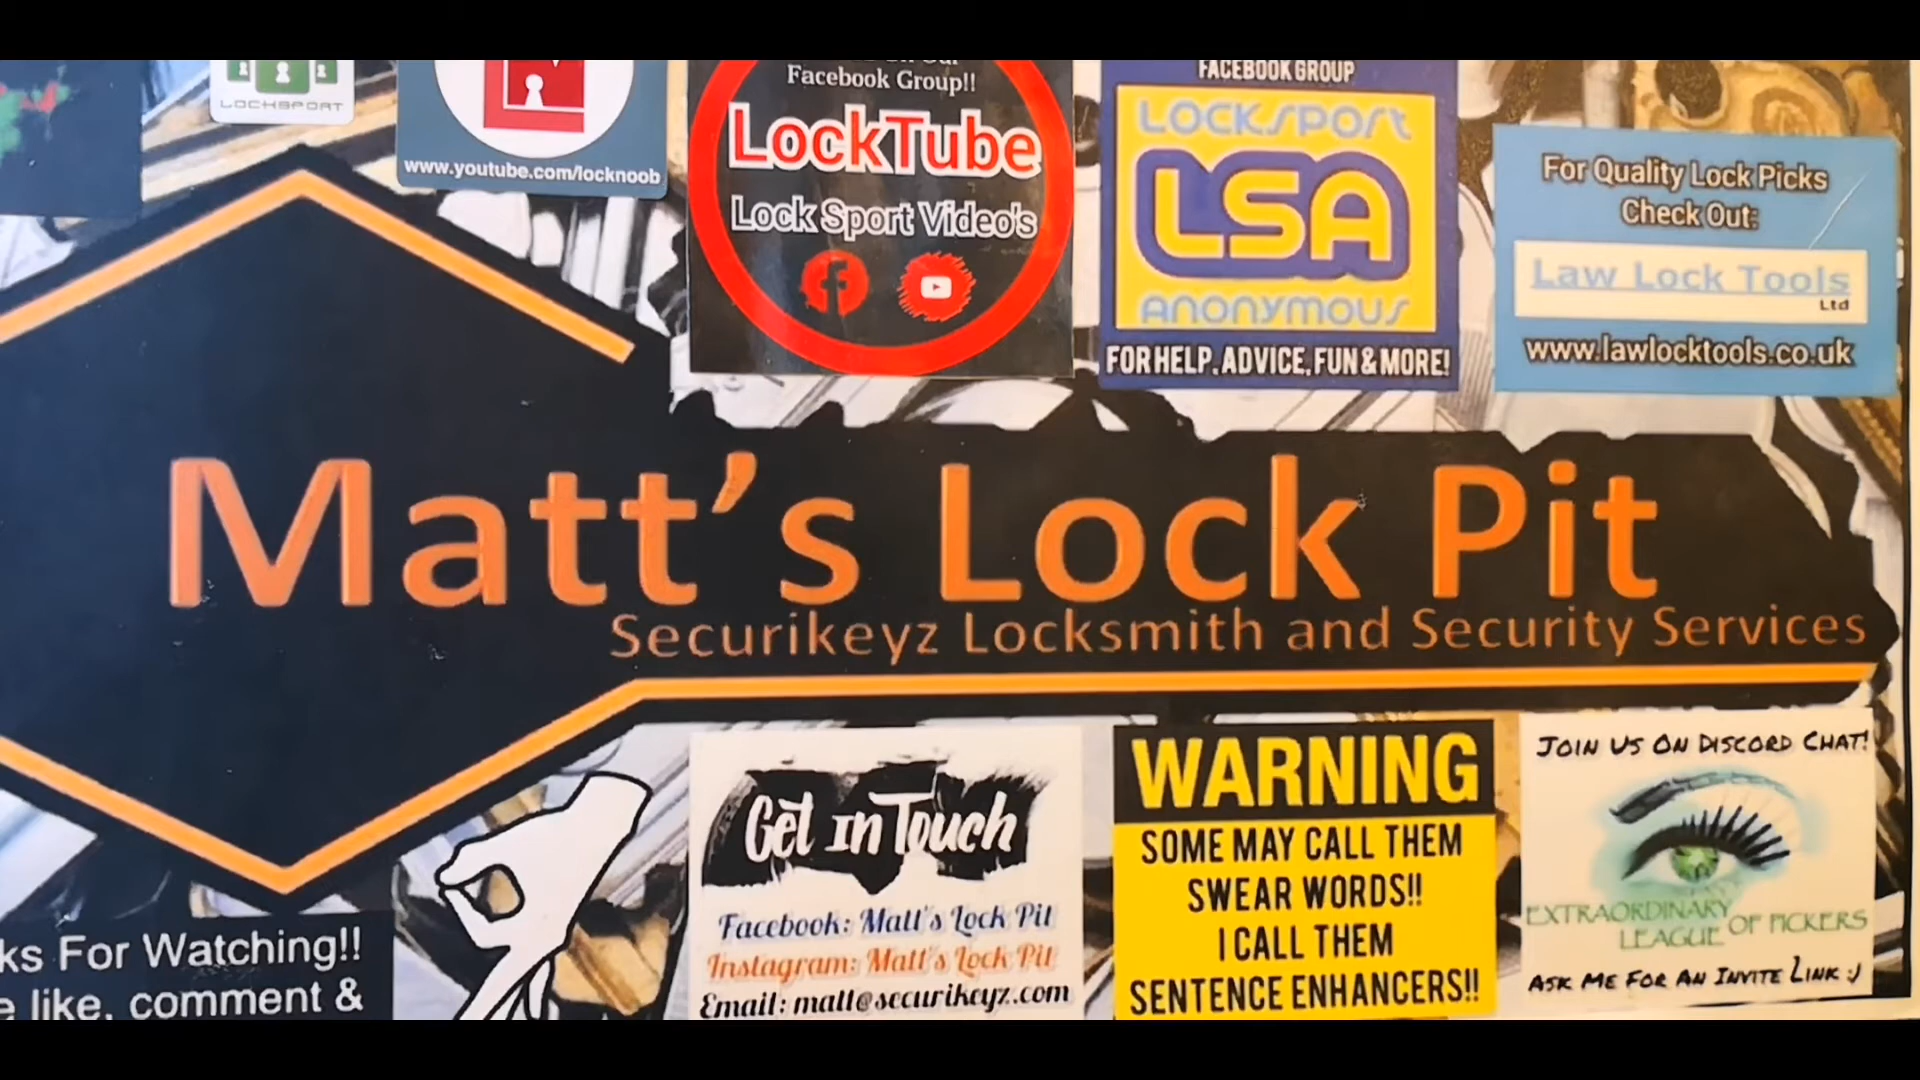 LOCKSPORT
www.youtube.com/locknoob
Facebook Group!!
LockTube
Lock Sport Video's
FACEBOOK GROUP
LOCKSPORT
LSA
ANONYMOUS
FOR HELP, ADVICE, FUN & MORE!
For Quality Lock Picks
Check Out:
Law Lock Tools
Ltd
www.lawlocktools.co.uk
Matt's Lock Pit
Securikeyz Locksmith and Security Services
ks For Watching!!
e like, comment &
Get In Touch
Facebook: Matt's Lock Pit
Instagram: Matt's Lock Pit
Email: matt@securikeyz.com
WARNING
SOME MAY CALL THEM
SWEAR WORDS!!
I CALL THEM
SENTENCE ENHANCERS!!
JOIN US ON DISCORD CHAT!
EXTRAORDINARY
LEAGUE OF PICKERS
ASK ME FOR AN INVITE LINK :)